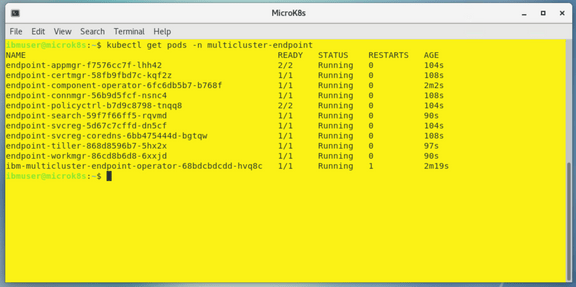 MicroK8s
File Edit View Search Terminal Help
ibmuser@microk8s:~$ kubectl get pods -n multicluster-endpoint
NAME READY STATUS RESTARTS AGE
endpoint-appmgr-f7576cc7f-lhh42 2/2 Running 0 104s
endpoint-certmgr-58fb9fbd7c-kqf2z 1/1 Running 0 108s
endpoint-component-operator-6fc6db5b7-b768f 1/1 Running 0 2m2s
endpoint-connmgr-56b9d5fcf-nsnc4 1/1 Running 0 108s
endpoint-policyctrl-b7d9c8798-tnqq8 2/2 Running 0 104s
endpoint-search-59f7f66ff5-rqvmd 1/1 Running 0 90s
endpoint-svcreg-5d67c7cffd-dn5cf 1/1 Running 0 104s
endpoint-svcreg-coredns-6bb475444d-bgtqw 1/1 Running 0 108s
endpoint-tiller-868d8596b7-5hx2x 1/1 Running 0 97s
endpoint-workmgr-86cd8b6d8-6xxjd 1/1 Running 0 90s
ibm-multicluster-endpoint-operator-68bdcbdcdd-hvq8c 1/1 Running 1 2m19s
ibmuser@microk8s:~$